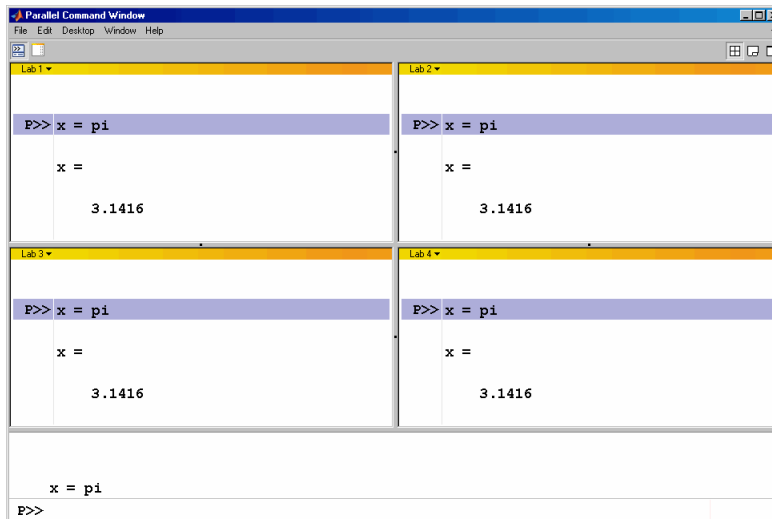 Parallel Command Window
File Edit Desktop Window Help
Lab 1
P>> x = pi
x =
3.1416
Lab 2
P>> x = pi
x =
3.1416
Lab 3
P>> x = pi
x =
3.1416
Lab 4
P>> x = pi
x =
3.1416
x = pi
P>>